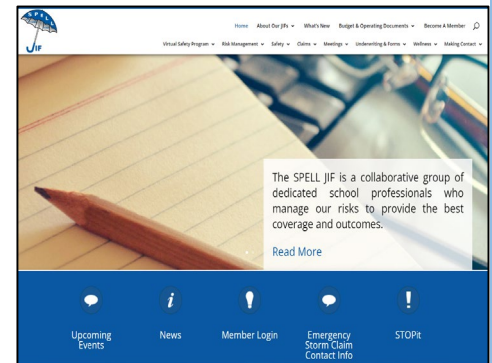 SPELL
JIF
Home About Our JIFs What's New Budget & Operating Documents Become A Member
Virtual Safety Program Risk Management Safety Claims Meetings Underwriting & Forms Wellness Making Contact
The SPELL JIF is a collaborative group of
dedicated school professionals who
manage our risks to provide the best
coverage and outcomes.
Read More
Upcoming
Events
News
Member Login
Emergency
Storm Claim
Contact Info
STOPit